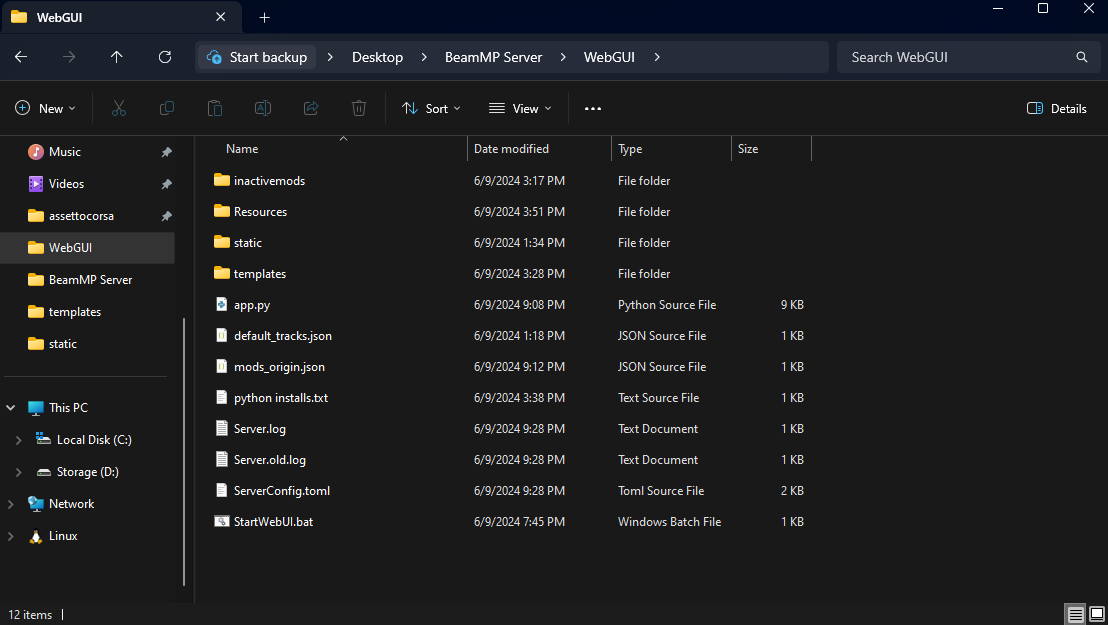 WebGUI
Start backup Desktop BeamMP Server WebGUI Search WebGUI
New Sort View Details
Music
Videos
assettocorsa
WebGUI
BeamMP Server
templates
static
This PC
Local Disk (C:)
Storage (D:)
Network
Linux
Name Date modified Type Size
inactivemods 6/9/2024 3:17 PM File folder
Resources 6/9/2024 3:51 PM File folder
static 6/9/2024 1:34 PM File folder
templates 6/9/2024 3:28 PM File folder
app.py 6/9/2024 9:08 PM Python Source File 9 KB
default_tracks.json 6/9/2024 1:18 PM JSON Source File 1 KB
mods_origin.json 6/9/2024 9:12 PM JSON Source File 1 KB
python installs.txt 6/9/2024 3:38 PM Text Source File 1 KB
Server.log 6/9/2024 9:28 PM Text Document 1 KB
Server.old.log 6/9/2024 9:28 PM Text Document 1 KB
ServerConfig.toml 6/9/2024 9:28 PM Toml Source File 2 KB
StartWebUI.bat 6/9/2024 7:45 PM Windows Batch File 1 KB
12 items